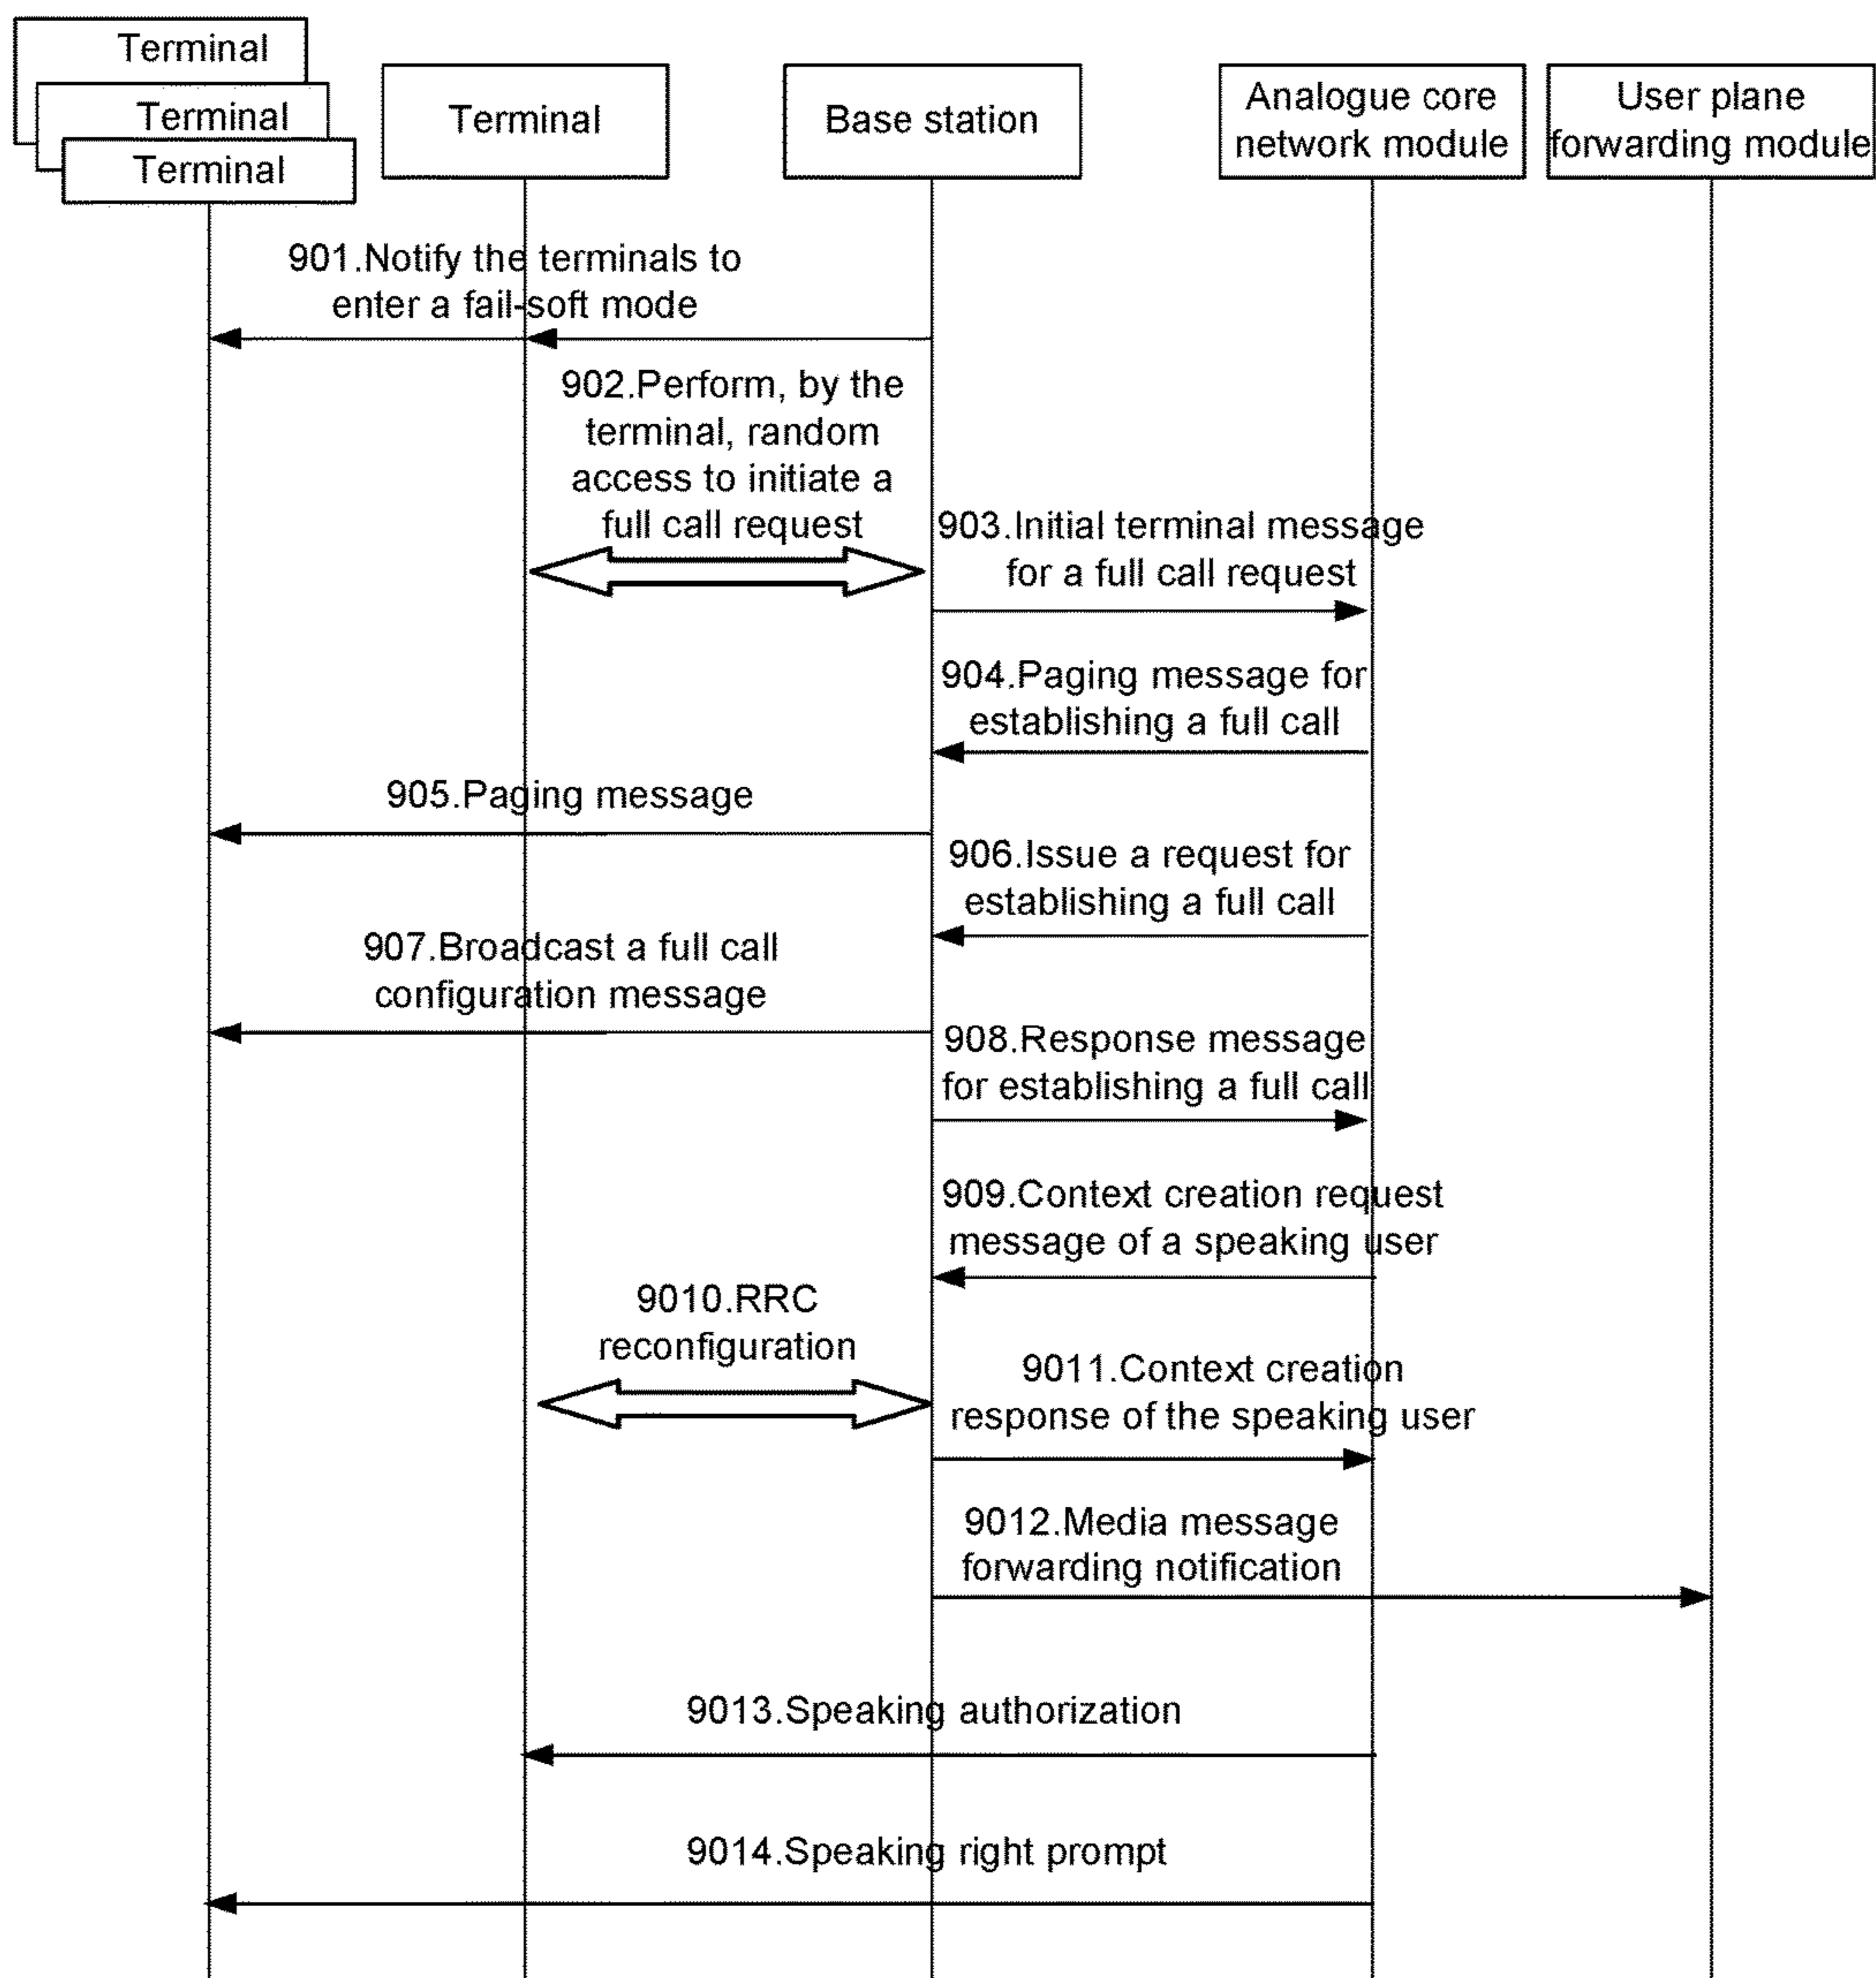 Terminal
Terminal
Terminal
Terminal
Base station
Analogue core
network module
User plane
forwarding module
901.Notify the terminals to
enter a fail-soft mode
902.Perform, by the
terminal, random
access to initiate a
full call request
903.Initial terminal message
for a full call request
904.Paging message for
establishing a full call
905.Paging message
906.Issue a request for
establishing a full call
907.Broadcast a full call
configuration message
908.Response message
for establishing a full call
909.Context creation request
message of a speaking user
9010.RRC
reconfiguration
9011.Context creation
response of the speaking user
9012.Media message
forwarding notification
9013.Speaking authorization
9014.Speaking right prompt